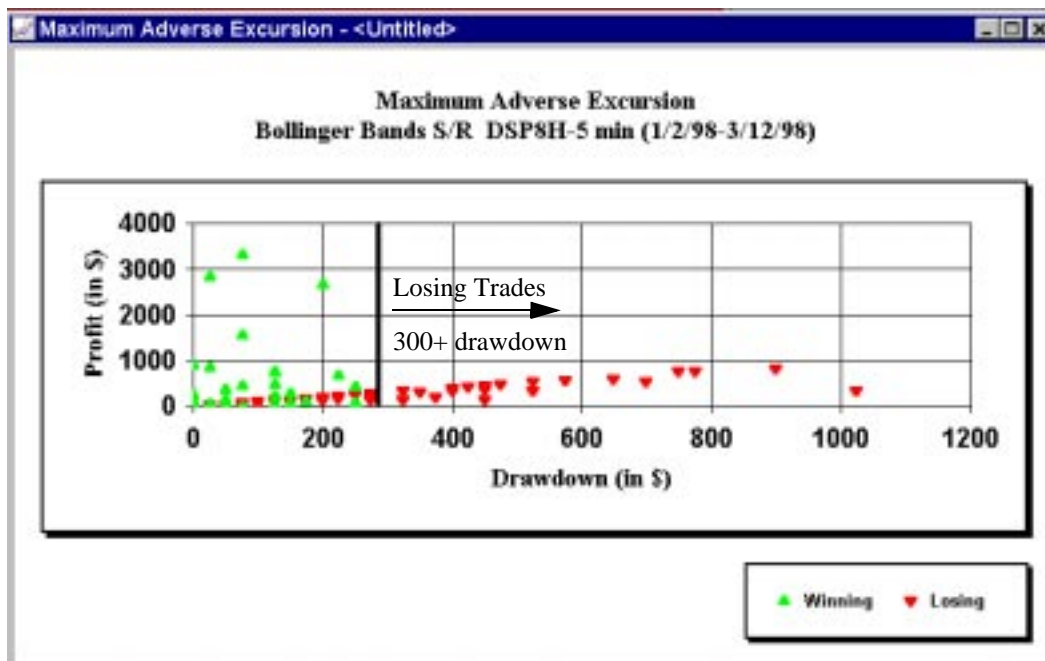 Maximum Adverse Excursion - <Untitled>
Maximum Adverse Excursion
Bollinger Bands S/R DSP8H-5 min (1/2/98-3/12/98)
4000
3000
2000
1000
0
Profit (in $)
Losing Trades
300+ drawdown
0 200 400 600 800 1000 1200
Drawdown (in $)
Winning Losing